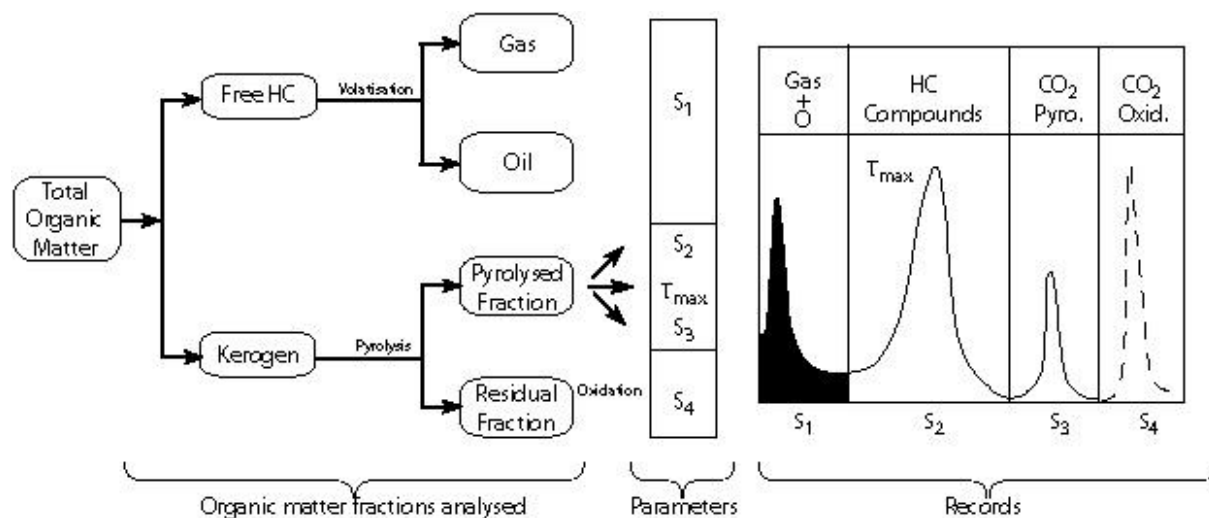 Gas
Free HC
Volatisation
Oil
Total
Organic
Matter
Pyrolysed
Fraction
Kerogen
Pyrolysis
Residual
Fraction
Oxidation
S1
S2
Tmax
S3
S4
Gas
+
O
HC
Compounds
CO2
Pyro.
CO2
Oxid.
Tmax
S1 S2 S3 S4
Organic matter fractions analysed Parameters Records